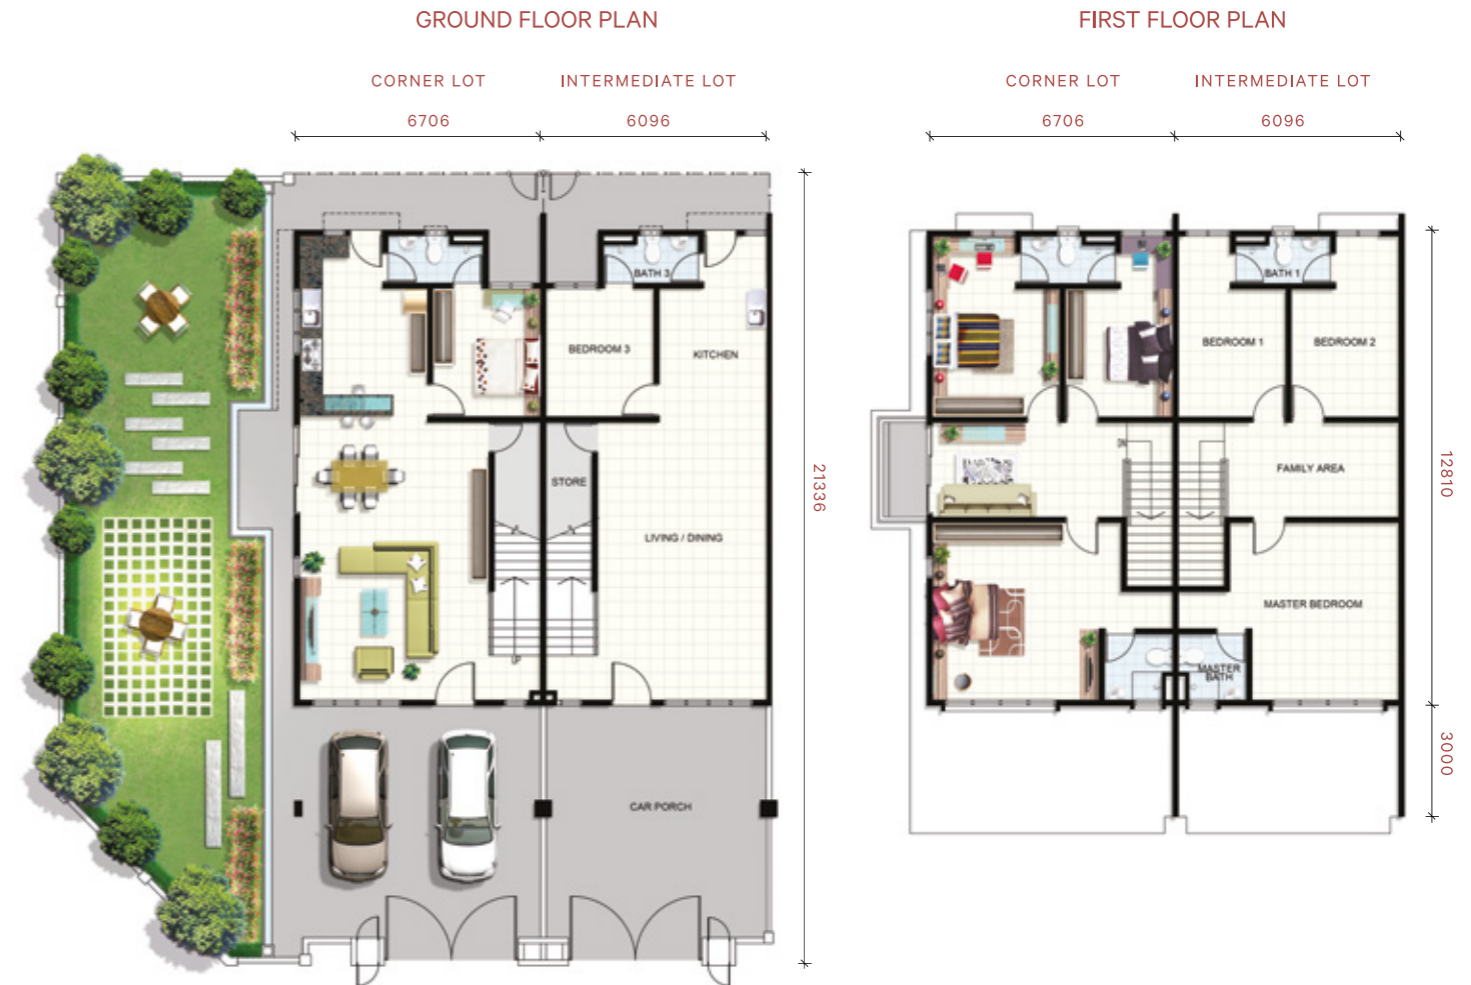 GROUND FLOOR PLAN
FIRST FLOOR PLAN
CORNER LOT
INTERMEDIATE LOT
CORNER LOT
INTERMEDIATE LOT
6706
6096
6706
6096
BATH 3
BEDROOM 3
KITCHEN
STORE
LIVING / DINING
UP
CAR PORCH
21336
BATH 1
BEDROOM 1
BEDROOM 2
DN
FAMILY AREA
MASTER BEDROOM
MASTER
BATH
12810
3000